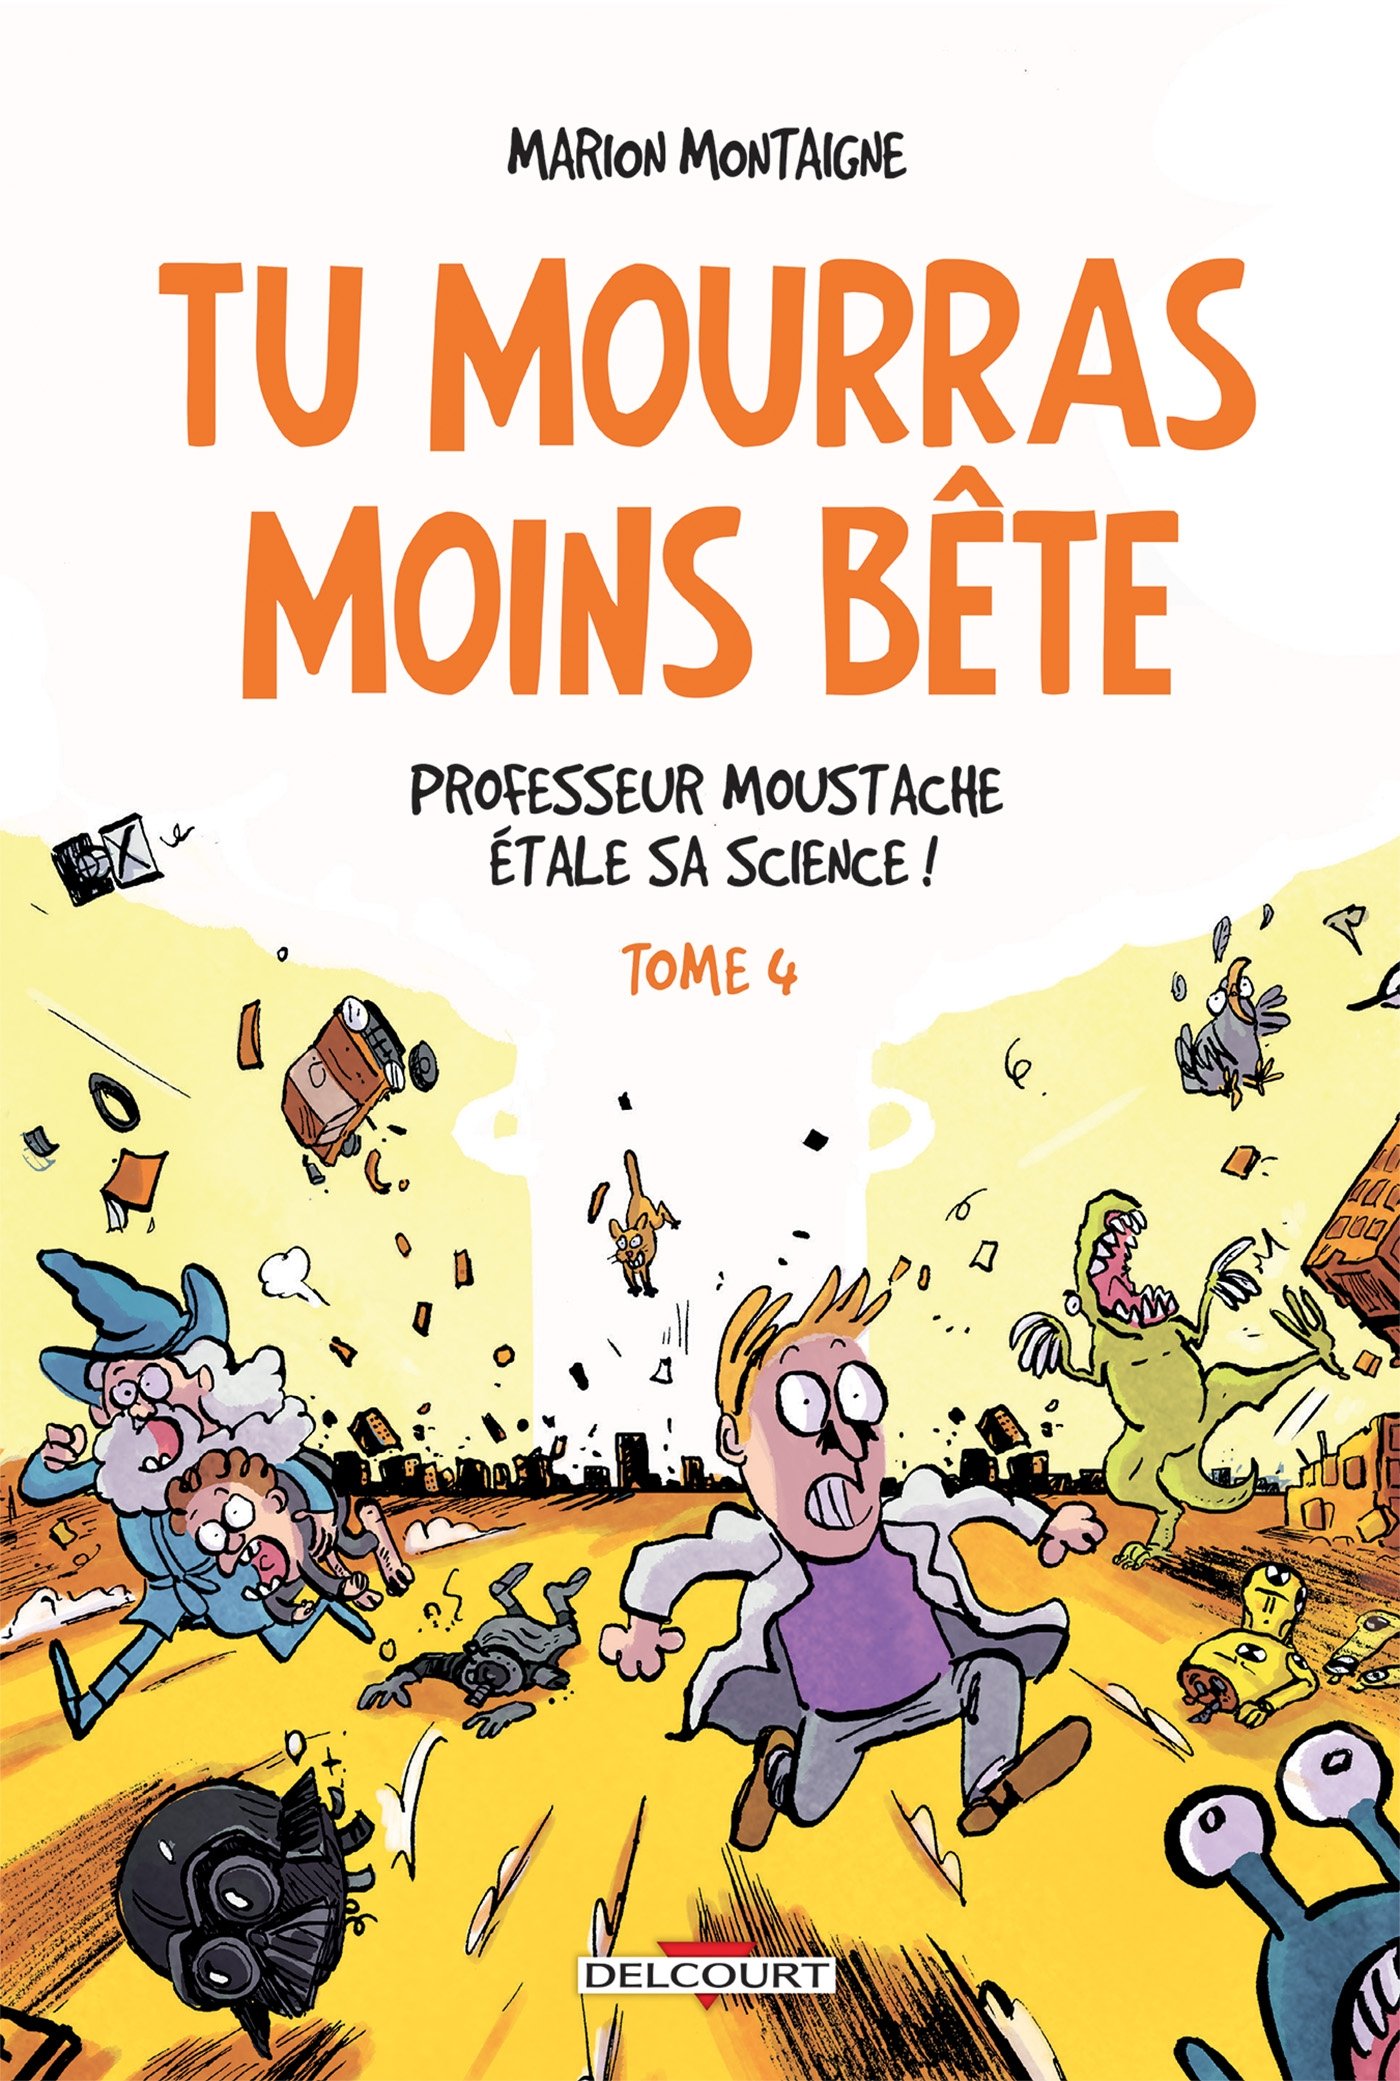 MARION MONTAIGNE
TU MOURRAS
MOINS BÊTE
PROFESSEUR MOUSTACHE
ÉTALE SA SCIENCE !
TOME 4
DELCOURT